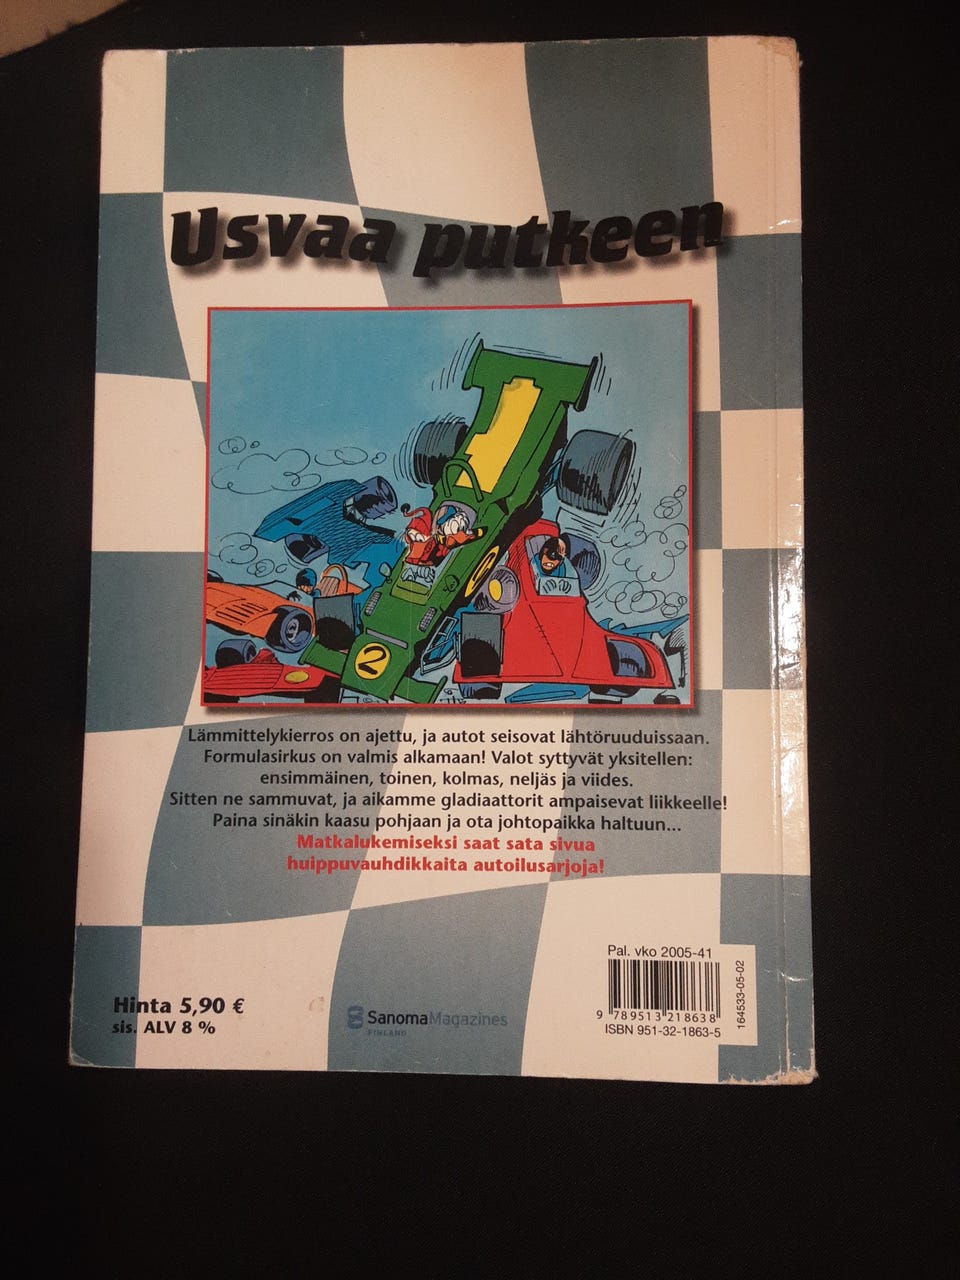 Usvaa putkeen
2
2
Lämmittelykierros on ajettu, ja autot seisovat lähtöruuduissaan.
Formulasirkus on valmis alkamaan! Valot syttyvät yksitellen:
ensimmäinen, toinen, kolmas, neljäs ja viides.
Sitten ne sammuvat, ja aikamme gladiaattorit ampaisevat liikkeelle!
Paina sinäkin kaasu pohjaan ja ota johtopaikka haltuun...
Matkalukemiseksi saat sata sivua
huippuvauhdikkaita autoilusarjoja!
Hinta 5,90 €
sis. ALV 8 %
SanomaMagazines
FINLAND
Pal. vko 2005-41
9 789513 218638
ISBN 951-32-1863-5
164533-05-02